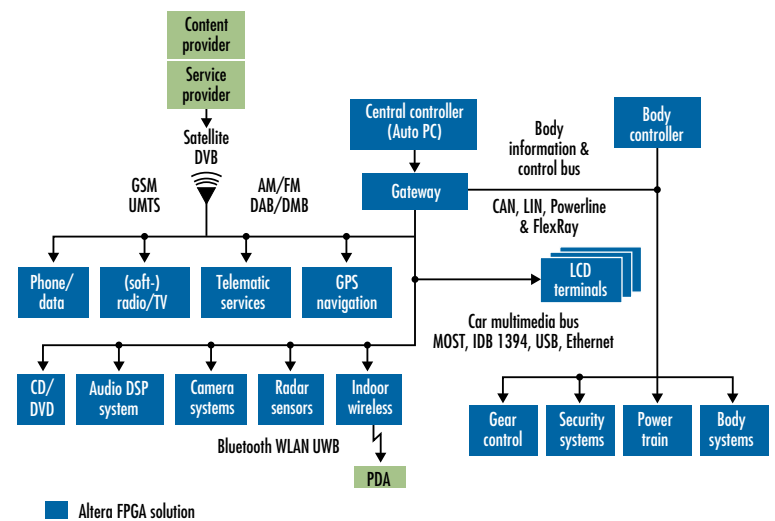 Content
provider
Service
provider
Satellite
DVB
GSM
UMTS
AM/FM
DAB/DMB
Central controller
(Auto PC)
Gateway
Body
information &
control bus
Body
controller
CAN, LIN, Powerline
& FlexRay
Phone/
data
(soft-)
radio/TV
Telematic
services
GPS
navigation
LCD
terminals
Car multimedia bus
MOST, IDB 1394, USB, Ethernet
CD/
DVD
Audio DSP
system
Camera
systems
Radar
sensors
Indoor
wireless
Gear
control
Security
systems
Power
train
Body
systems
Bluetooth WLAN UWB
PDA
Altera FPGA solution